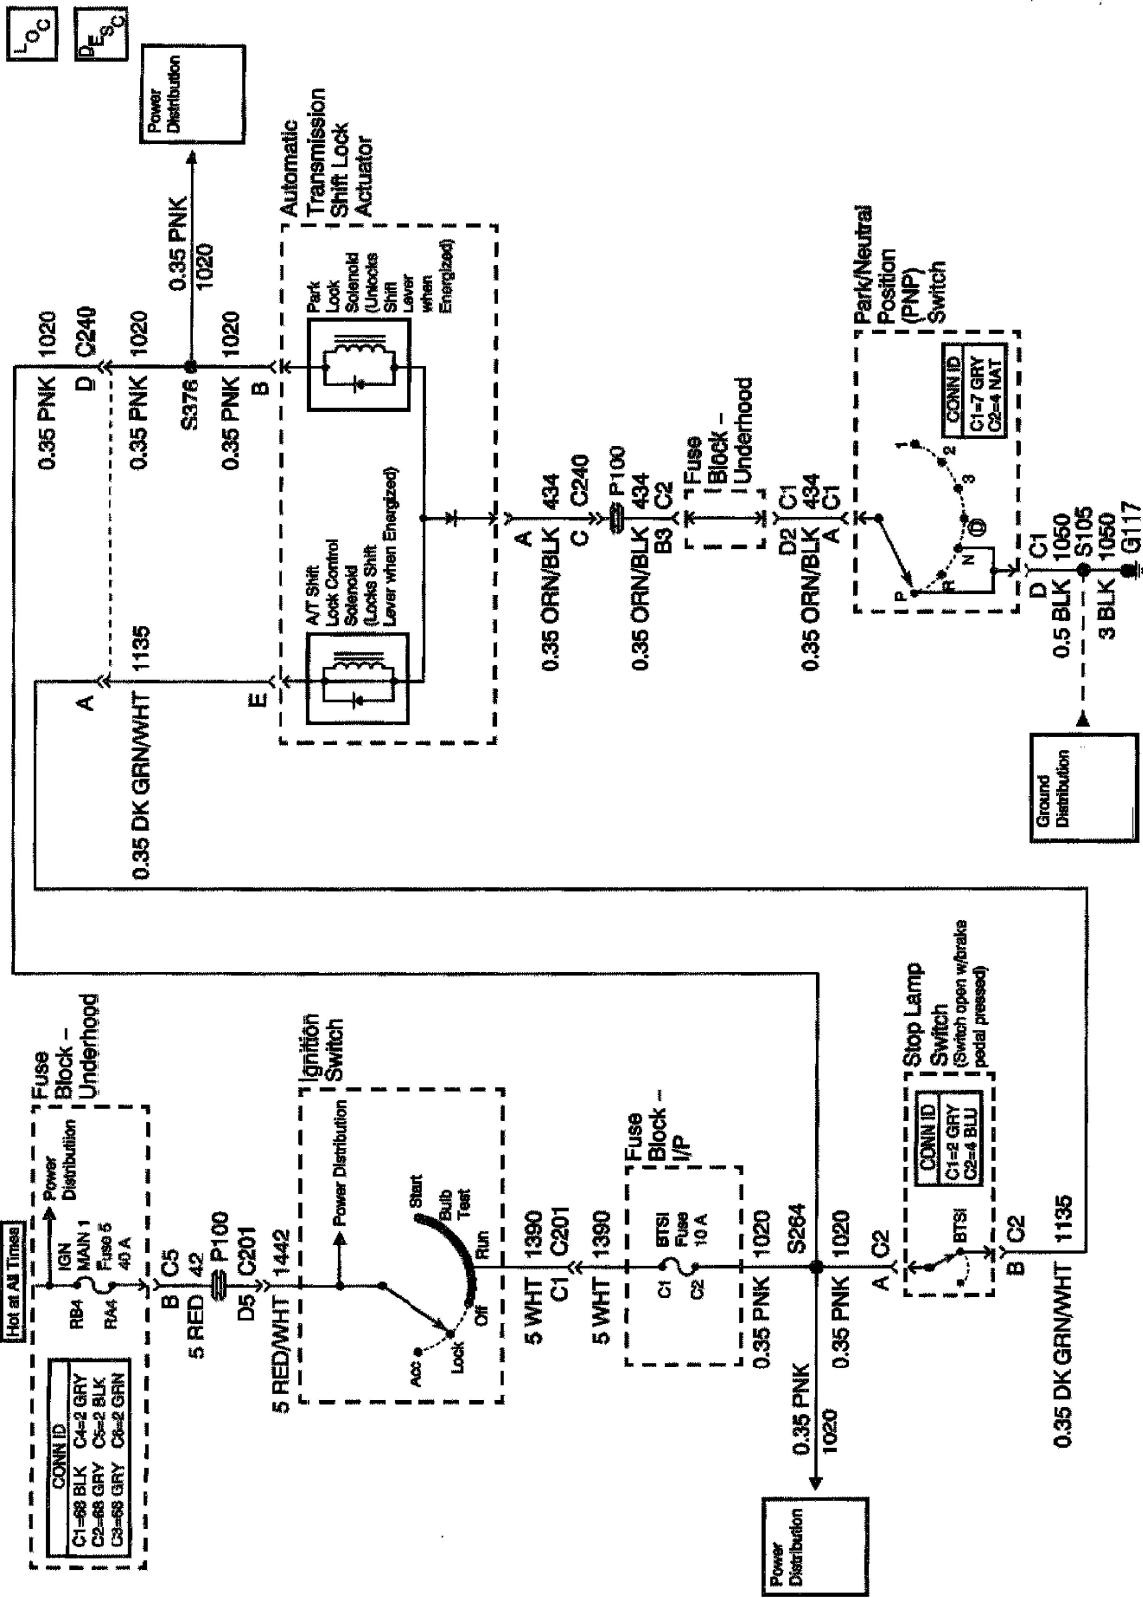 LOC
DESC
Hot at All Times
Fuse
Block –
Underhood
Power
Distributiion
IGN
MAIN 1
Fuse 5
40 A
RB4
RA4
CONN ID
C1=68 BLK C4=2 GRY
C2=68 GRY C5=2 BLK
C3=68 GRY C6=2 GRN
B C5
5 RED 42
P100
D5 C201
5 RED/WHT 1442
Ignition
Switch
Power Distribution
Acc
Lock
Off
Run
Bulb
Test
Start
5 WHT 1390
C1 C201
5 WHT 1390
Fuse
Block –
I/P
BTSI
Fuse
10 A
C1
C2
0.35 PNK 1020
S264
0.35 PNK
1020
Power
Distribution
0.35 PNK 1020
A C2
Stop Lamp
Switch
(Switch open w/brake
pedal pressed)
CONN ID
C1=2 GRY
C2=4 BLU
BTSI
B C2
0.35 DK GRN/WHT 1135
0.35 PNK 1020
D C240
0.35 PNK 1020
S376
0.35 PNK
1020
Power
Distribution
0.35 PNK 1020
B
A
0.35 DK GRN/WHT 1135
E
Automatic
Transmission
Shift Lock
Actuator
A/T Shift
Lock Control
Solenoid
(Locks Shift
Lever when Energized)
Park
Lock
Solenoid
(Unlocks
Shift
Lever
when
Energized)
A
0.35 ORN/BLK 434
C C240
P100
0.35 ORN/BLK 434
B3 C2
Fuse
Block –
Underhood
D2 C1
0.35 ORN/BLK 434
A C1
Park/Neutral
Position
(PNP)
Switch
CONN ID
C1=7 GRY
C2=4 NAT
P
R
N
D
3
2
1
D C1
0.5 BLK 1050
S105
3 BLK 1050
G117
Ground
Distribution